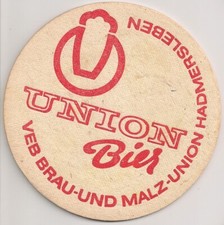 UNION
Bier
VEB BRAU-UND MALZ-UNION HADMERSLEBEN